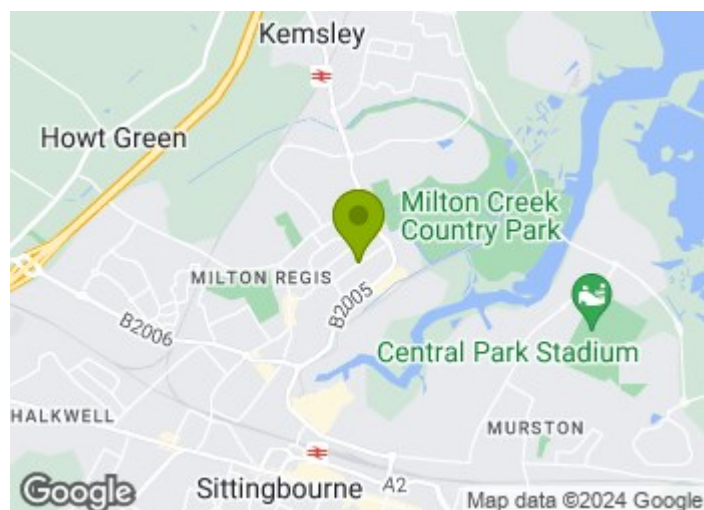 Kemsley
Howt Green
Milton Creek
Country Park
MILTON REGIS
B2005
B2006
Central Park Stadium
HALKWELL
MURSTON
Sittingbourne
A2
Google
Map data ©2024 Google